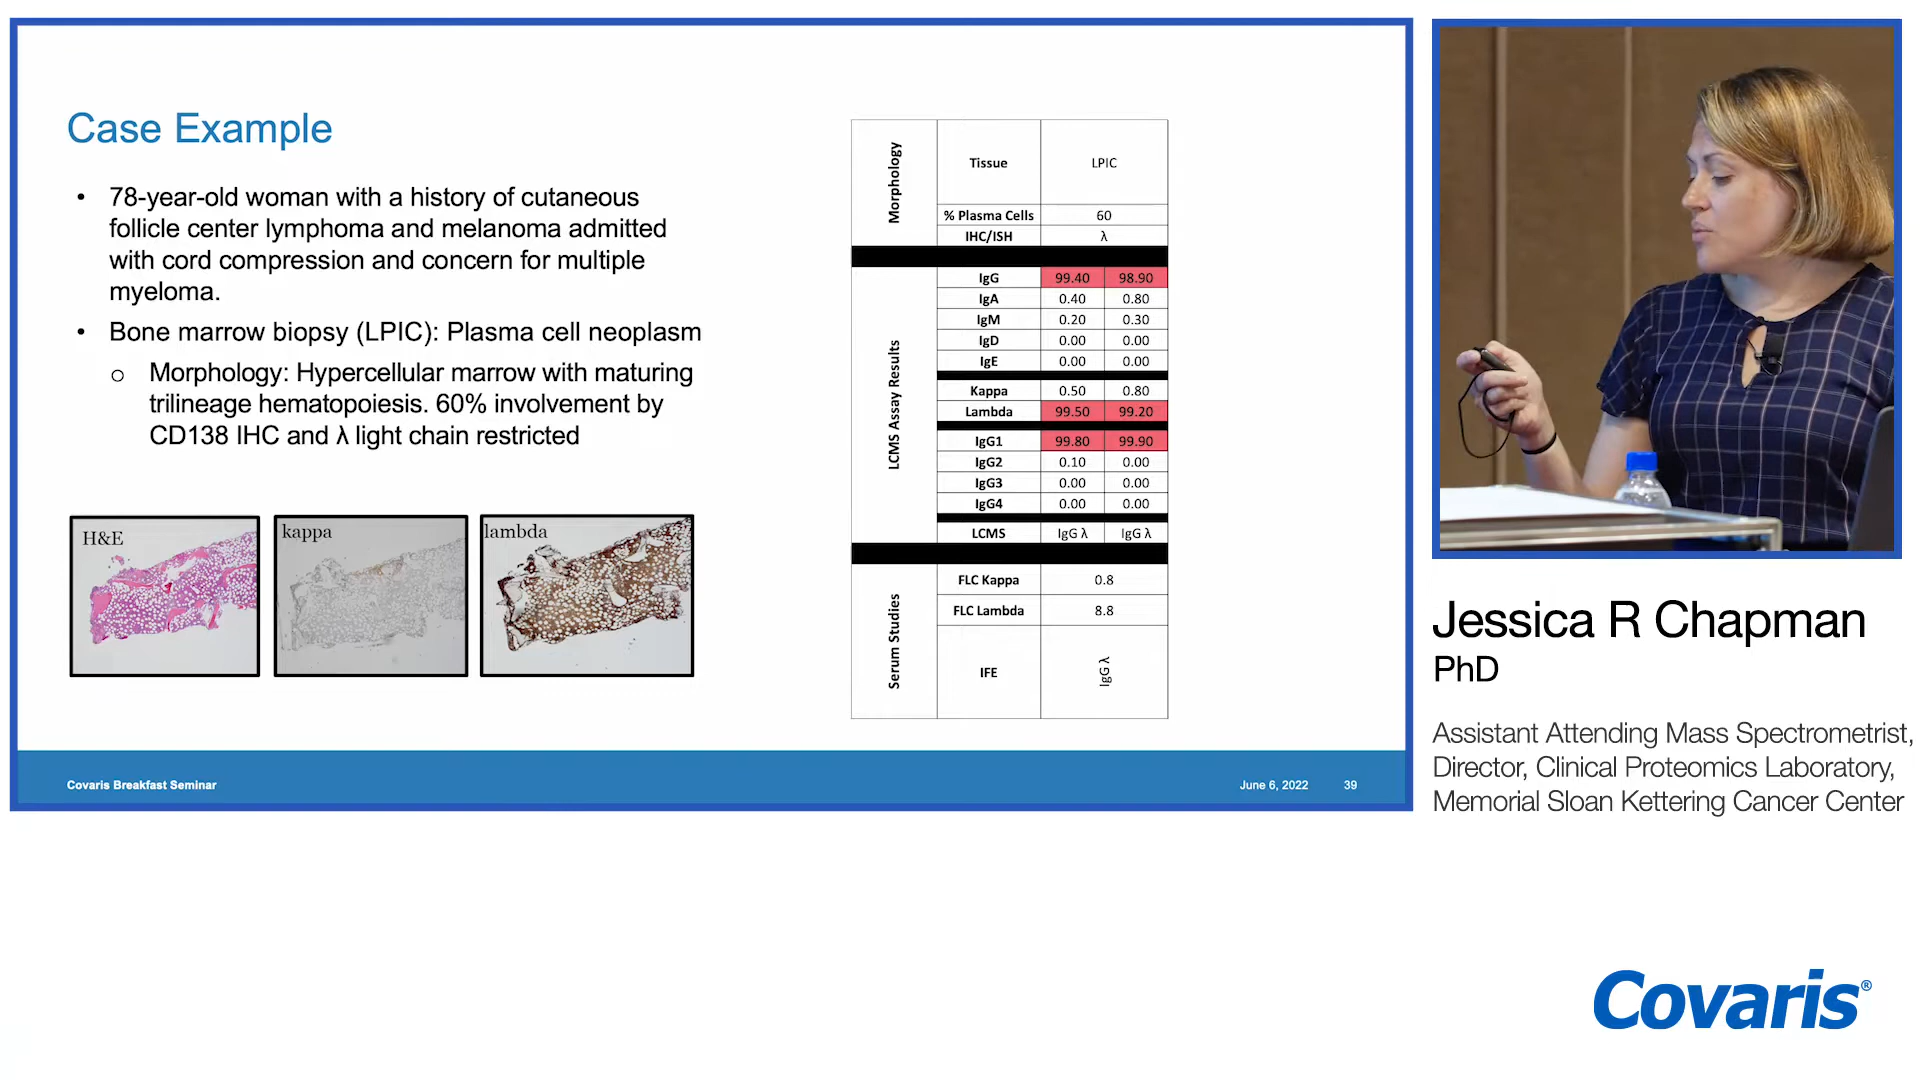 Case Example
• 78-year-old woman with a history of cutaneous
follicle center lymphoma and melanoma admitted
with cord compression and concern for multiple
myeloma.
• Bone marrow biopsy (LPIC): Plasma cell neoplasm
o Morphology: Hypercellular marrow with maturing
trilineage hematopoiesis. 60% involvement by
CD138 IHC and λ light chain restricted
H&E
kappa
lambda
Morphology
Tissue LPIC
% Plasma Cells 60
IHC/ISH λ
LCMS Assay Results
IgG 99.40 98.90
IgA 0.40 0.80
IgM 0.20 0.30
IgD 0.00 0.00
IgE 0.00 0.00
Kappa 0.50 0.80
Lambda 99.50 99.20
IgG1 99.80 99.90
IgG2 0.10 0.00
IgG3 0.00 0.00
IgG4 0.00 0.00
LCMS IgG λ IgG λ
Serum Studies
FLC Kappa 0.8
FLC Lambda 8.8
IFE IgG λ
Covaris Breakfast Seminar
June 6, 2022 39
Jessica R Chapman
PhD
Assistant Attending Mass Spectrometrist,
Director, Clinical Proteomics Laboratory,
Memorial Sloan Kettering Cancer Center
Covaris®